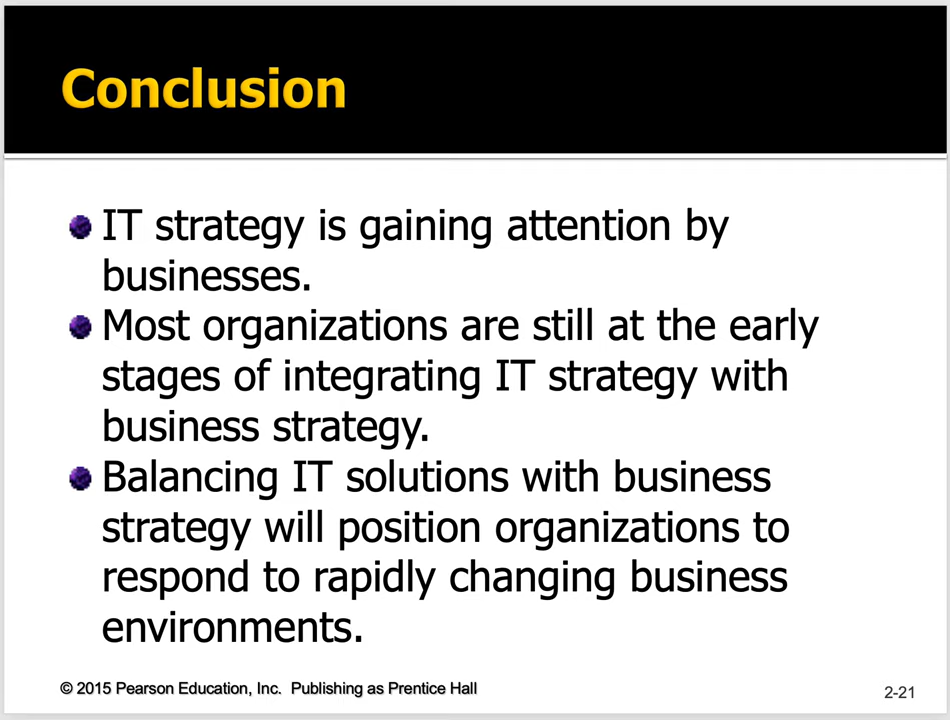 Conclusion
IT strategy is gaining attention by
businesses.
Most organizations are still at the early
stages of integrating IT strategy with
business strategy.
Balancing IT solutions with business
strategy will position organizations to
respond to rapidly changing business
environments.
© 2015 Pearson Education, Inc.  Publishing as Prentice Hall
2-21